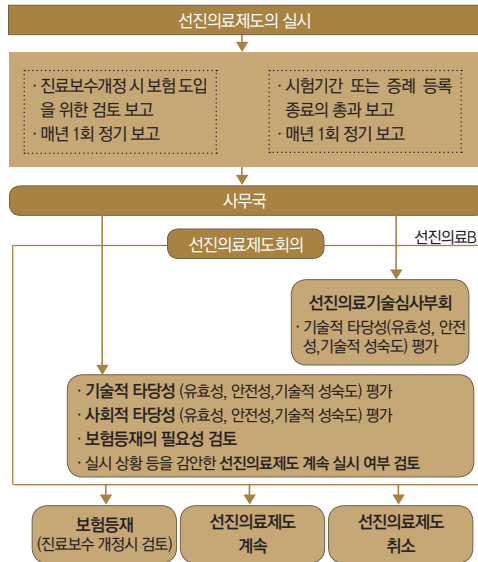 선진의료제도의 실시
· 진료보수개정 시 보험 도입
을 위한 검토 보고
· 매년 1회 정기 보고
· 시험기간 또는 증례 등록
종료의 총과 보고
· 매년 1회 정기 보고
사무국
선진의료제도회의
선진의료B
선진의료기술심사부회
· 기술적 타당성(유효성, 안전
성,기술적 성숙도) 평가
· 기술적 타당성 (유효성, 안전성,기술적 성숙도) 평가
· 사회적 타당성 (유효성, 안전성,기술적 성숙도) 평가
· 보험등재의 필요성 검토
· 실시 상황 등을 감안한 선진의료제도 계속 실시 여부 검토
보험등재
(진료보수 개정시 검토)
선진의료제도
계속
선진의료제도
취소